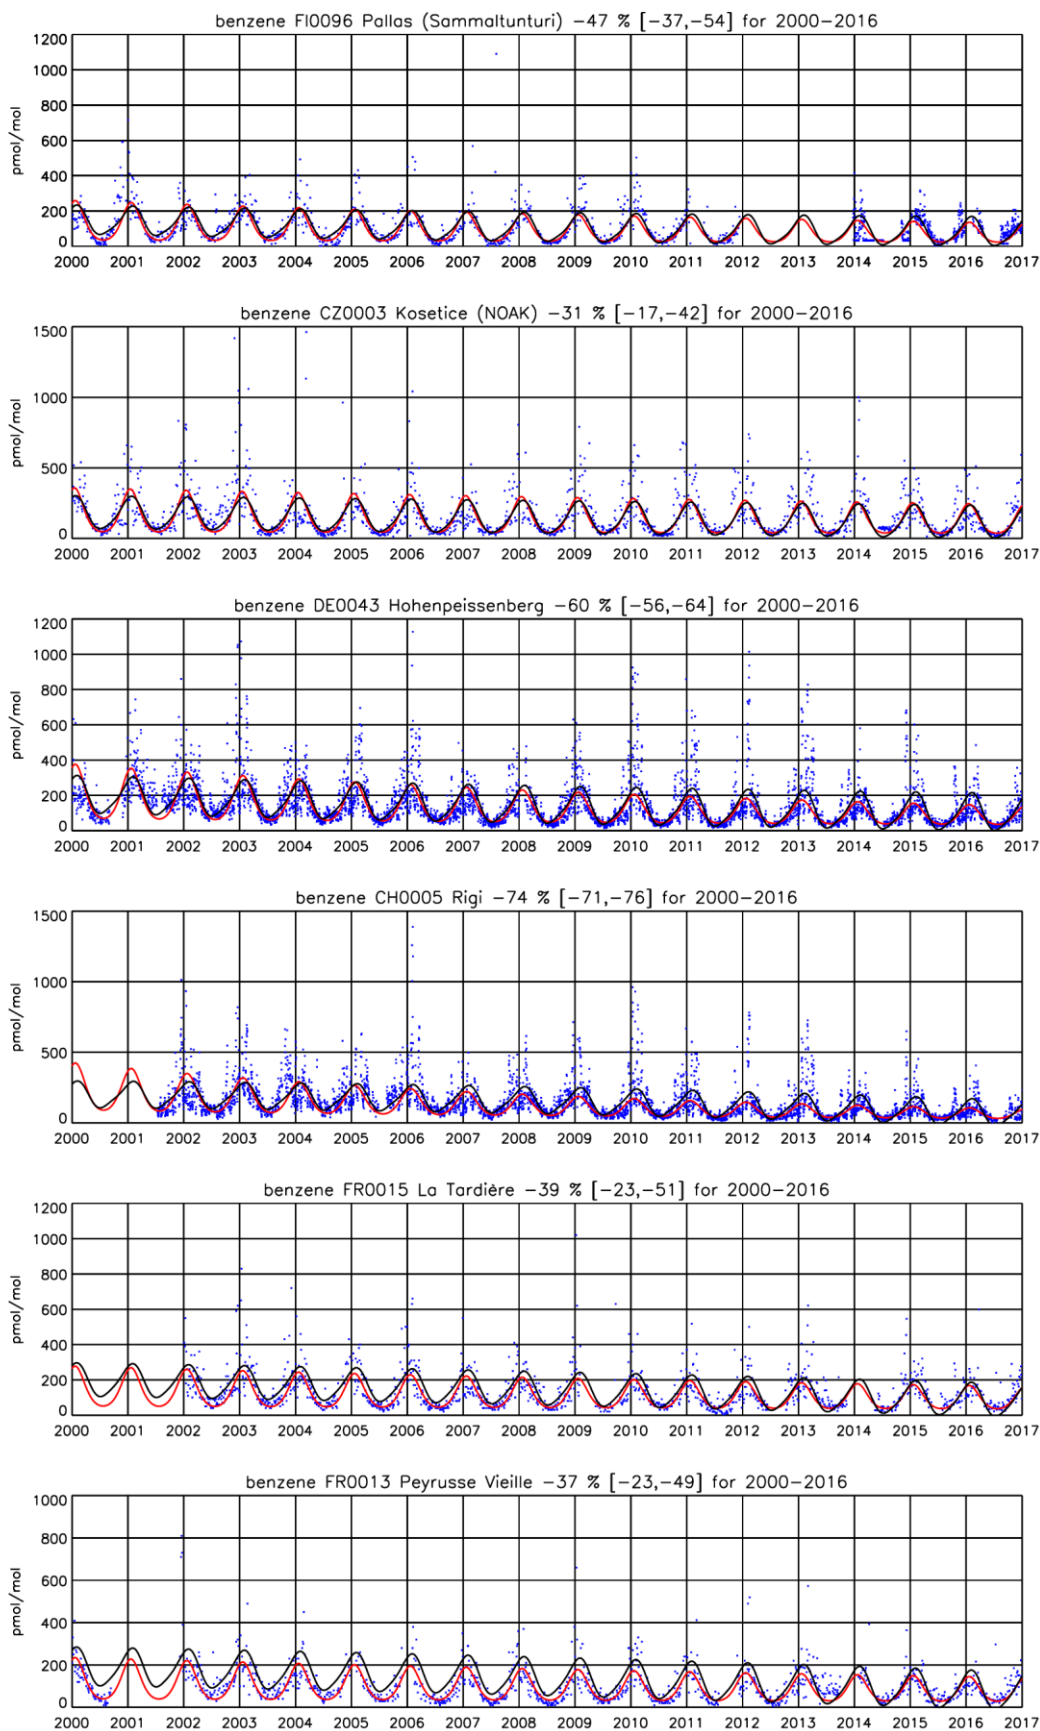 benzene FI0096 Pallas (Sammaltunturi) −47 % [−37,−54] for 2000−2016
1200
1000
800
600
400
200
0
pmol/mol
2000 2001 2002 2003 2004 2005 2006 2007 2008 2009 2010 2011 2012 2013 2014 2015 2016 2017
benzene CZ0003 Kosetice (NOAK) −31 % [−17,−42] for 2000−2016
1500
1000
500
0
pmol/mol
2000 2001 2002 2003 2004 2005 2006 2007 2008 2009 2010 2011 2012 2013 2014 2015 2016 2017
benzene DE0043 Hohenpeissenberg −60 % [−56,−64] for 2000−2016
1200
1000
800
600
400
200
0
pmol/mol
2000 2001 2002 2003 2004 2005 2006 2007 2008 2009 2010 2011 2012 2013 2014 2015 2016 2017
benzene CH0005 Rigi −74 % [−71,−76] for 2000−2016
1500
1000
500
0
pmol/mol
2000 2001 2002 2003 2004 2005 2006 2007 2008 2009 2010 2011 2012 2013 2014 2015 2016 2017
benzene FR0015 La Tardière −39 % [−23,−51] for 2000−2016
1200
1000
800
600
400
200
0
pmol/mol
2000 2001 2002 2003 2004 2005 2006 2007 2008 2009 2010 2011 2012 2013 2014 2015 2016 2017
benzene FR0013 Peyrusse Vieille −37 % [−23,−49] for 2000−2016
1000
800
600
400
200
0
pmol/mol
2000 2001 2002 2003 2004 2005 2006 2007 2008 2009 2010 2011 2012 2013 2014 2015 2016 2017